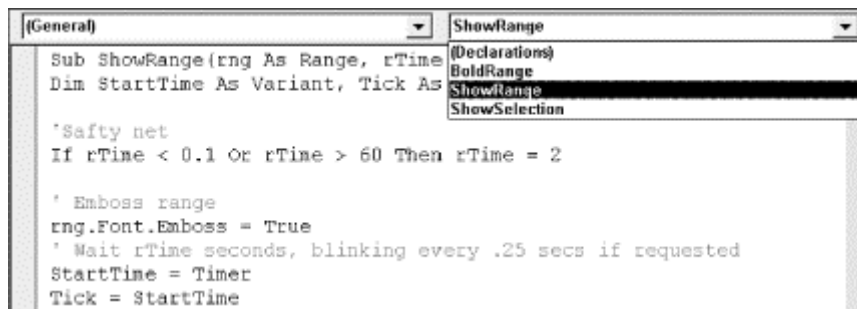 (General)
ShowRange
(Declarations)
BoldRange
ShowRange
ShowSelection
Sub ShowRange(rng As Range, rTime
Dim StartTime As Variant, Tick As
'Safty net
If rTime < 0.1 Or rTime > 60 Then rTime = 2
' Emboss range
rng.Font.Emboss = True
' Wait rTime seconds, blinking every .25 secs if requested
StartTime = Timer
Tick = StartTime